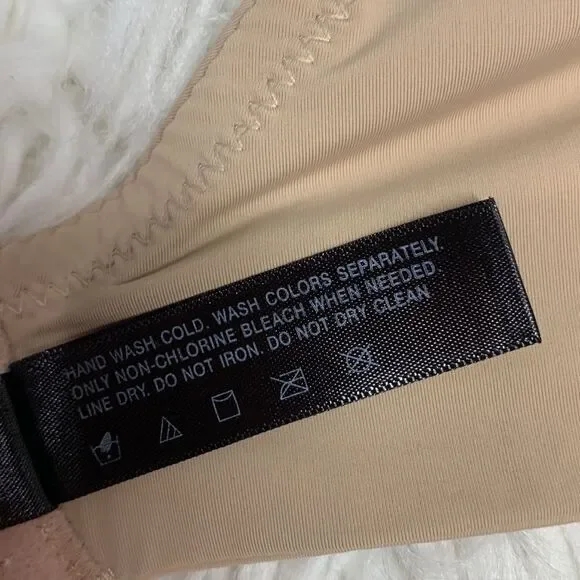 HAND WASH COLD. WASH COLORS SEPARATELY.
ONLY NON-CHLORINE BLEACH WHEN NEEDED
LINE DRY. DO NOT IRON. DO NOT DRY CLEAN